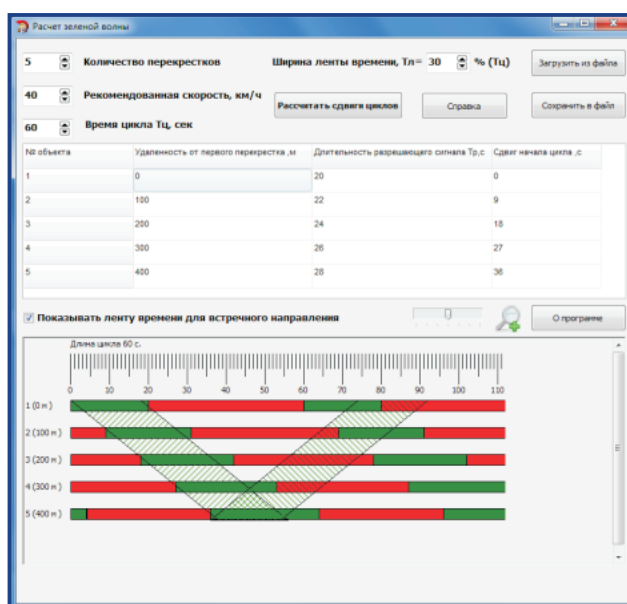 Расчет зеленой волны
5 Количество перекрестков Ширина ленты времени, Тл= 30 % (Тц) Загрузить из файла
40 Рекомендованная скорость, км/ч Рассчитать сдвиги циклов Справка Сохранить в файл
60 Время цикла Тц, сек
№ объекта Удаленность от первого перекрестка ,м Длительность разрешающего сигнала Тр,с Сдвиг начала цикла ,с
1 0 20 0
2 100 22 9
3 200 24 18
4 300 26 27
5 400 28 36
Показывать ленту времени для встречного направления О программе
Длина цикла 60 с.
0 10 20 30 40 50 60 70 80 90 100 110
1 (0 м)
2 (100 м)
3 (200 м)
4 (300 м)
5 (400 м)